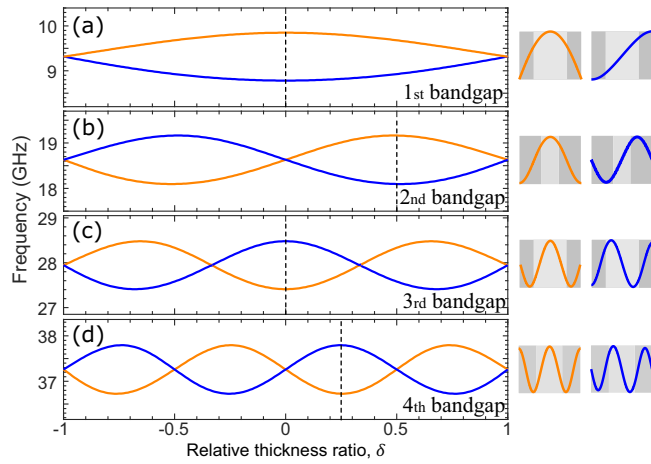 (a)
10
9
1st bandgap
(b)
19
18
2nd bandgap
(c)
29
28
27
3rd bandgap
(d)
38
37
4th bandgap
Frequency (GHz)
-1 -0.5 0 0.5 1
Relative thickness ratio, δ